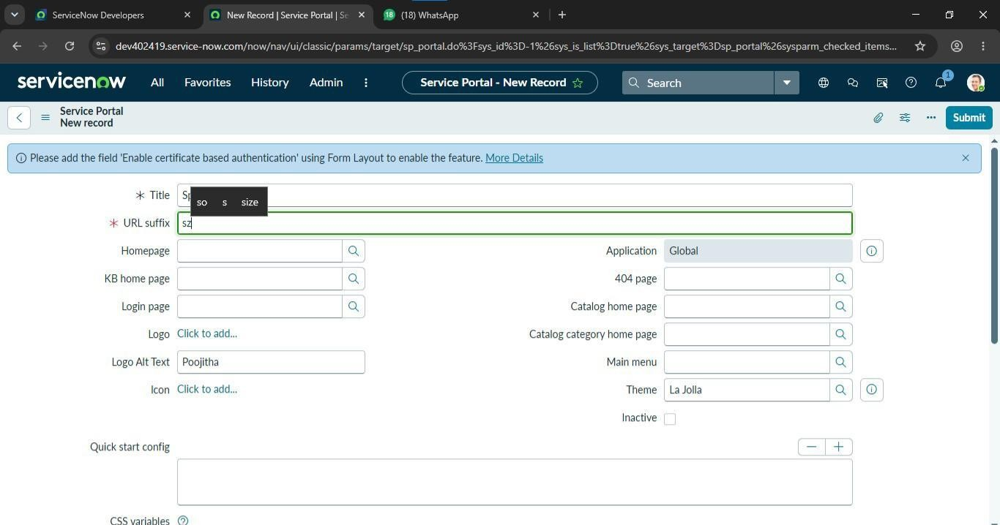 ServiceNow Developers
New Record | Service Portal | Se
18 (18) WhatsApp
dev402419.service-now.com/now/nav/ui/classic/params/target/sp_portal.do%3Fsys_id%3D-1%26sys_is_list%3Dtrue%26sys_target%3Dsp_portal%26sysparm_checked_items...
servicenow All Favorites History Admin Service Portal - New Record Search 1
Service Portal
New record
Submit
Please add the field 'Enable certificate based authentication' using Form Layout to enable the feature. More Details
* Title Sp
so s size
* URL suffix sz
Homepage Application Global
KB home page 404 page
Login page Catalog home page
Logo Click to add... Catalog category home page
Logo Alt Text Poojitha Main menu
Icon Click to add... Theme La Jolla
Inactive
Quick start config
CSS variables